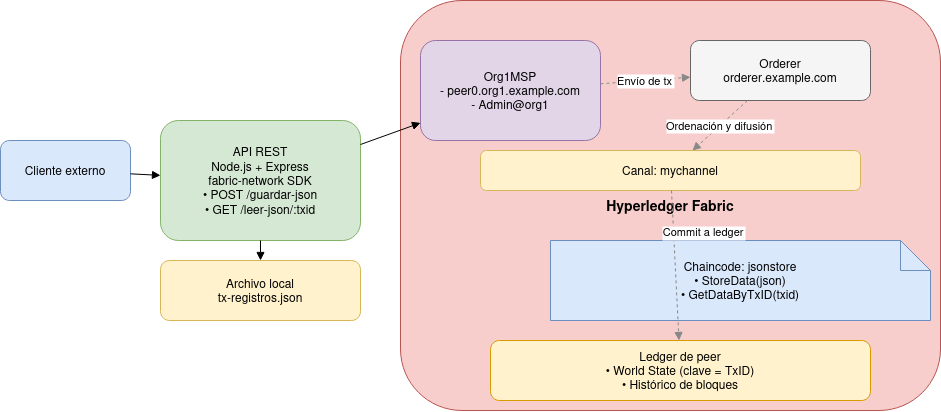 Cliente externo
API REST
Node.js + Express
fabric-network SDK
• POST /guardar-json
• GET /leer-json/:txid
Archivo local
tx-registros.json
Org1MSP
- peer0.org1.example.com
- Admin@org1
Envío de tx
Orderer
orderer.example.com
Ordenación y difusión
Canal: mychannel
Hyperledger Fabric
Commit a ledger
Chaincode: jsonstore
• StoreData(json)
• GetDataByTxID(txid)
Ledger de peer
• World State (clave = TxID)
• Histórico de bloques